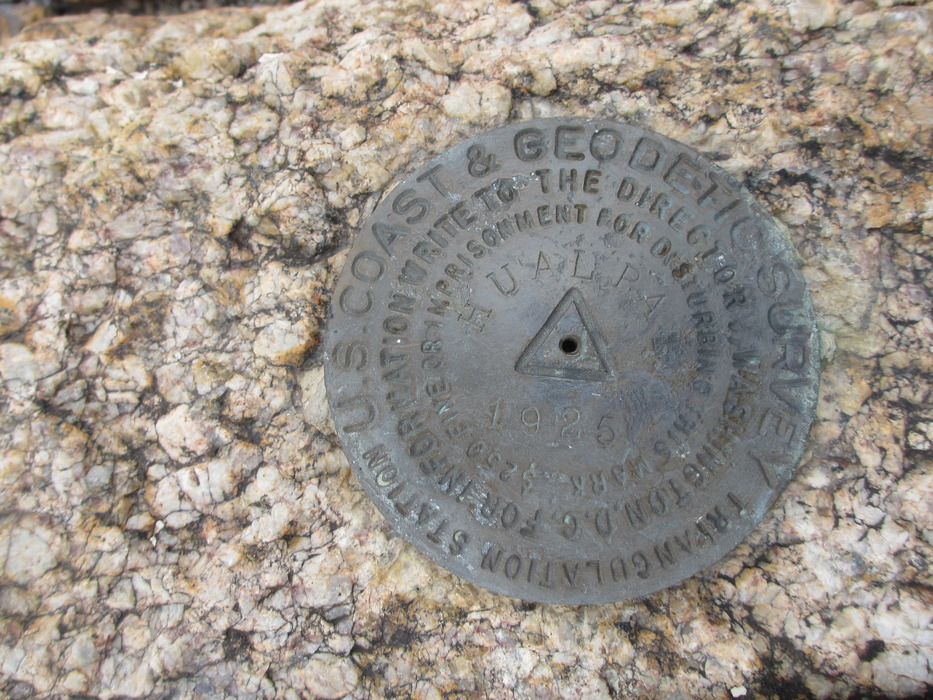 U.S. COAST & GEODETIC SURVEY
TRIANGULATION STATION
FOR INFORMATION WRITE TO THE DIRECTOR, WASHINGTON, D.C.
$250 FINE OR IMPRISONMENT FOR DISTURBING THIS MARK.
HUALPA
1925